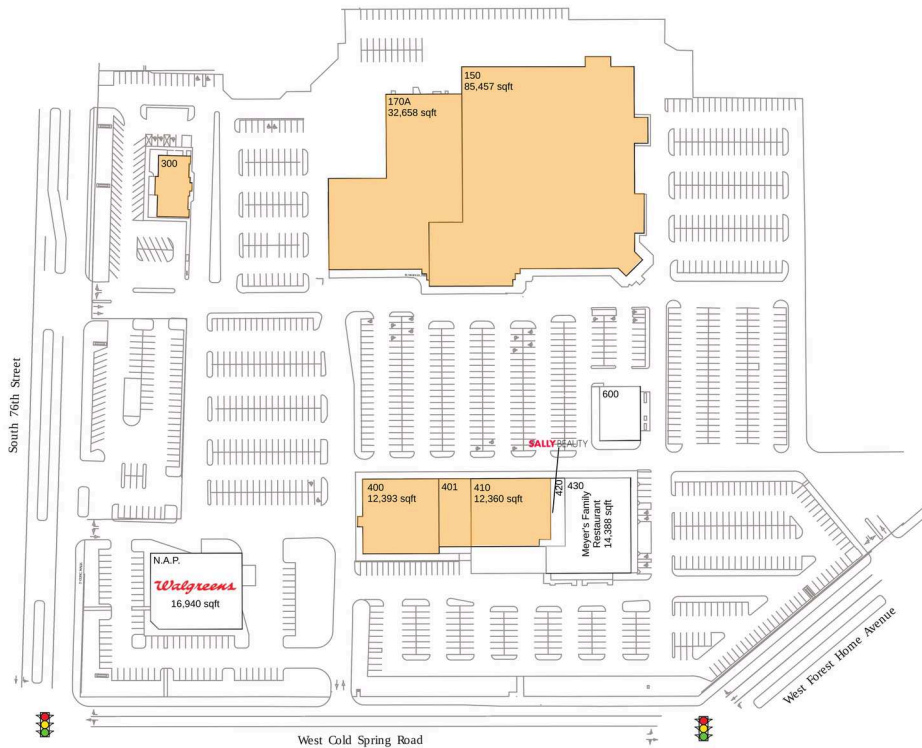 150
85,457 sqft
170A
32,658 sqft
300
South 76th Street
600
SALLY BEAUTY
400
12,393 sqft
401
410
12,360 sqft
420
430
Meyer's Family
Restaurant
14,388 sqft
N.A.P.
Walgreens
16,940 sqft
West Forest Home Avenue
West Cold Spring Road